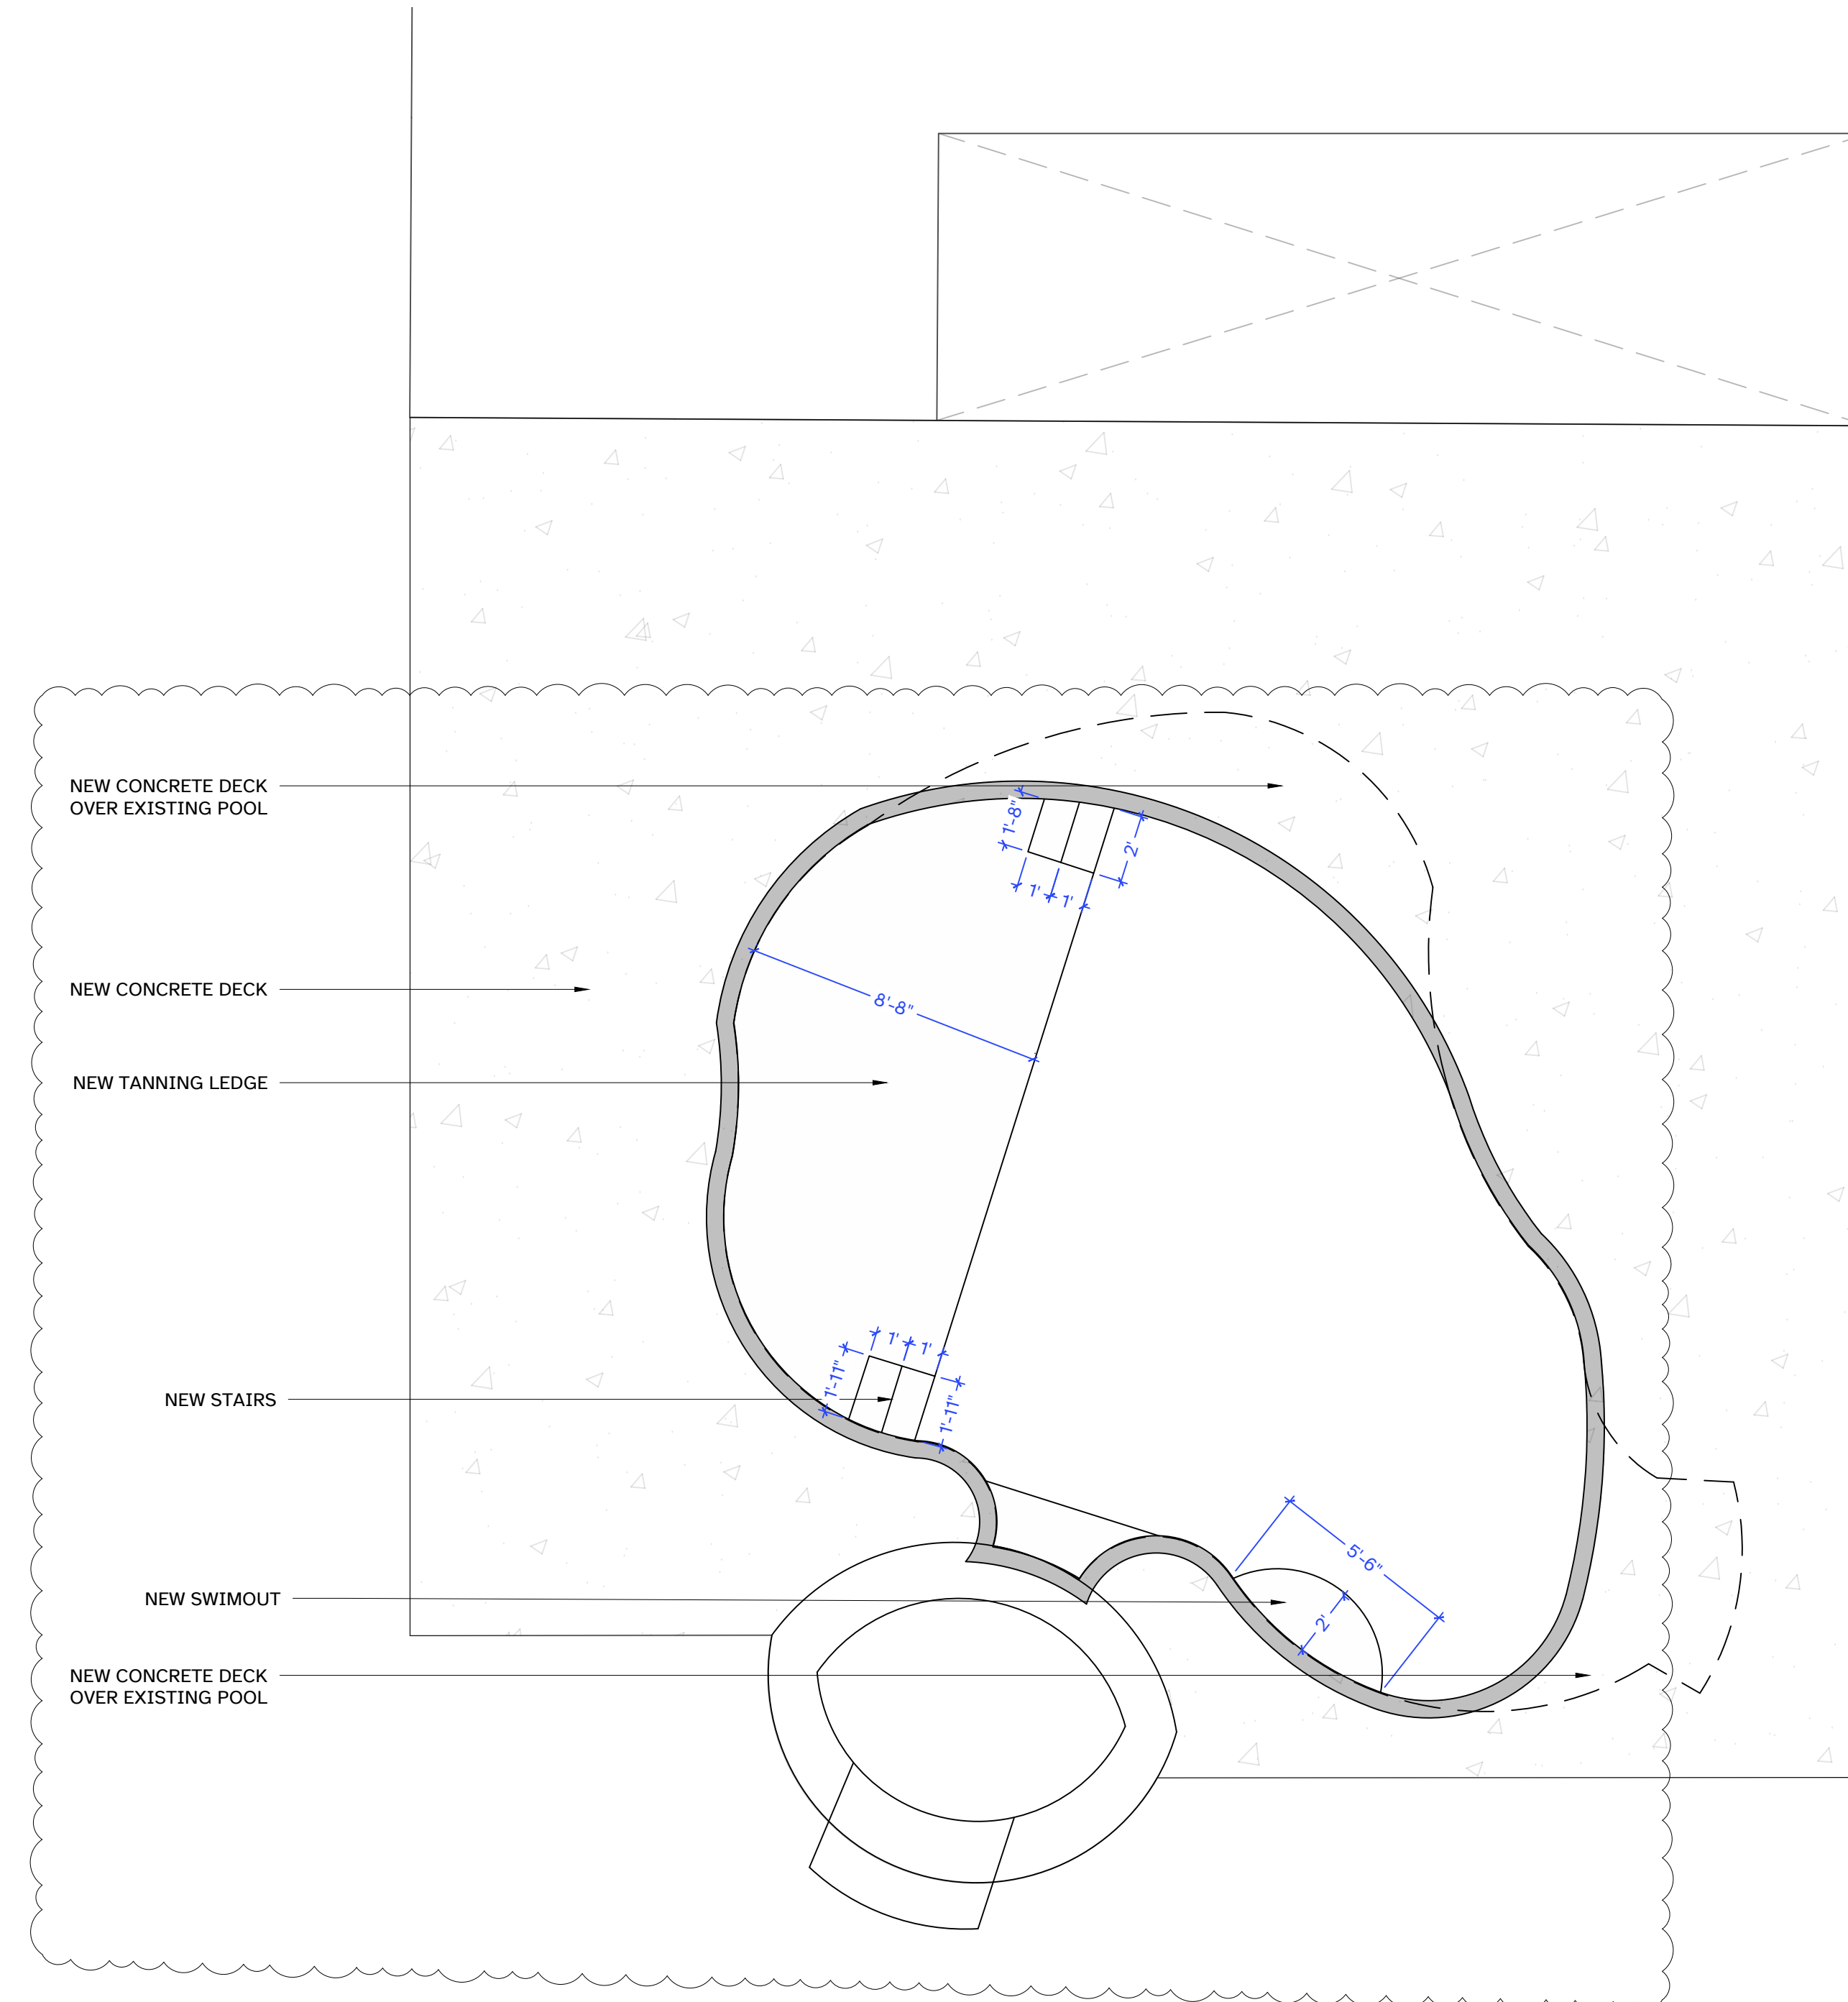 NEW CONCRETE DECK
OVER EXISTING POOL
1'-8"
2'
1'
1'
NEW CONCRETE DECK
8'-8"
NEW TANNING LEDGE
1'
1'
1'-11"
1'-11"
NEW STAIRS
5'-6"
NEW SWIMOUT
2'
NEW CONCRETE DECK
OVER EXISTING POOL